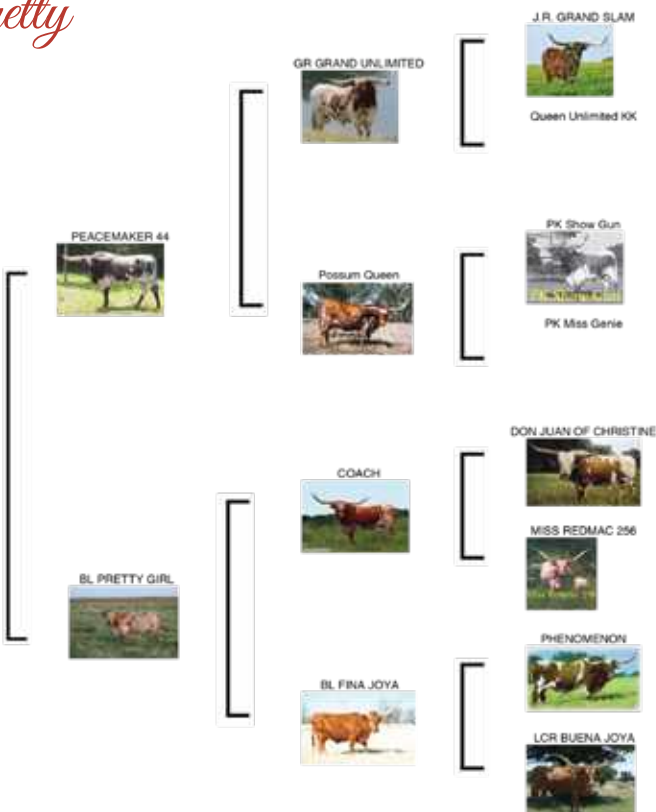 J.R. GRAND SLAM
GR GRAND UNLIMITED
Queen Unlimited KK
PK Show Gun
PEACEMAKER 44
Possum Queen
PK Miss Genie
DON JUAN OF CHRISTINE
COACH
MISS REDMAC 256
BL PRETTY GIRL
PHENOMENON
BL FINA JOYA
LCR BUENA JOYA